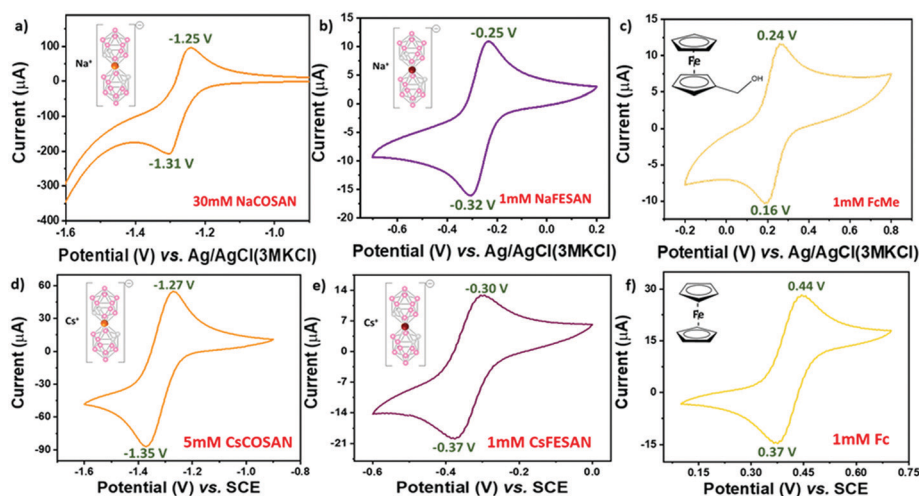 a)
-1.25 V
Na⁺
-1.31 V
30mM NaCOSAN
Current (µA)
100
0
-100
-200
-300
-400
-1.6 -1.5 -1.4 -1.3 -1.2 -1.1 -1.0 -0.9
Potential (V) vs. Ag/AgCl(3MKCl)
b)
-0.25 V
Na⁺
-0.32 V
1mM NaFESAN
Current (µA)
15
10
5
0
-5
-10
-15
-20
-0.6 -0.4 -0.2 0.0 0.2
Potential (V) vs. Ag/AgCl(3MKCl)
c)
0.24 V
Fe
OH
0.16 V
1mM FcMe
Current (µA)
10
5
0
-5
-10
-0.2 0.0 0.2 0.4 0.6 0.8
Potential (V) vs. Ag/AgCl(3MKCl)
d)
-1.27 V
Cs⁺
-1.35 V
5mM CsCOSAN
Current (µA)
60
30
0
-30
-60
-90
-1.6 -1.4 -1.2 -1.0 -0.8
Potential (V) vs. SCE
e)
-0.30 V
Cs⁺
-0.37 V
1mM CsFESAN
Current (µA)
14
7
0
-7
-14
-21
-0.6 -0.4 -0.2 0.0
Potential (V) vs. SCE
f)
0.44 V
Fe
0.37 V
1mM Fc
Current (µA)
30
15
0
-15
0.15 0.30 0.45 0.60 0.75
Potential (V) vs. SCE